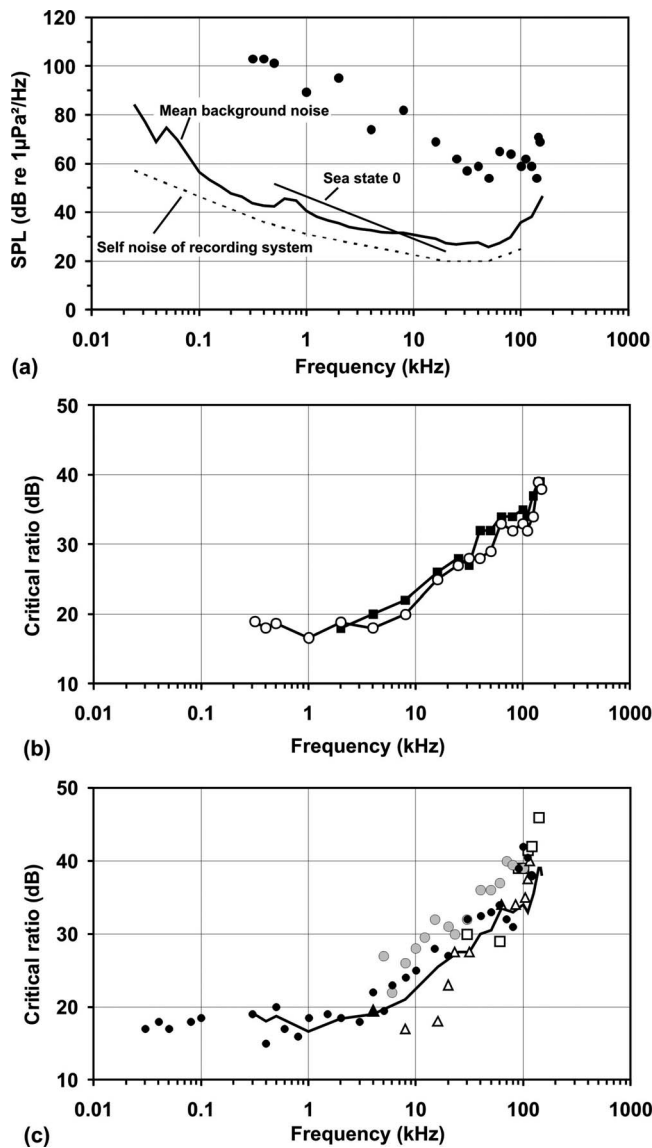 120
100
80
60
40
20
0
SPL (dB re 1µPa²/Hz)
Mean background noise
Sea state 0
Self noise of recording system
0.01 0.1 1 10 100 1000
Frequency (kHz)
(a)
50
40
30
20
10
Critical ratio (dB)
0.01 0.1 1 10 100 1000
Frequency (kHz)
(b)
50
40
30
20
10
Critical ratio (dB)
0.01 0.1 1 10 100 1000
Frequency (kHz)
(c)